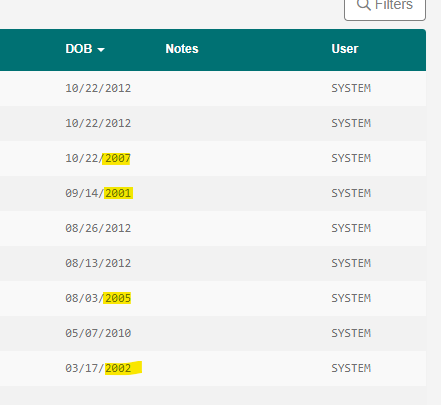 Filters
DOB Notes User
10/22/2012 SYSTEM
10/22/2012 SYSTEM
10/22/2007 SYSTEM
09/14/2001 SYSTEM
08/26/2012 SYSTEM
08/13/2012 SYSTEM
08/03/2005 SYSTEM
05/07/2010 SYSTEM
03/17/2002 SYSTEM